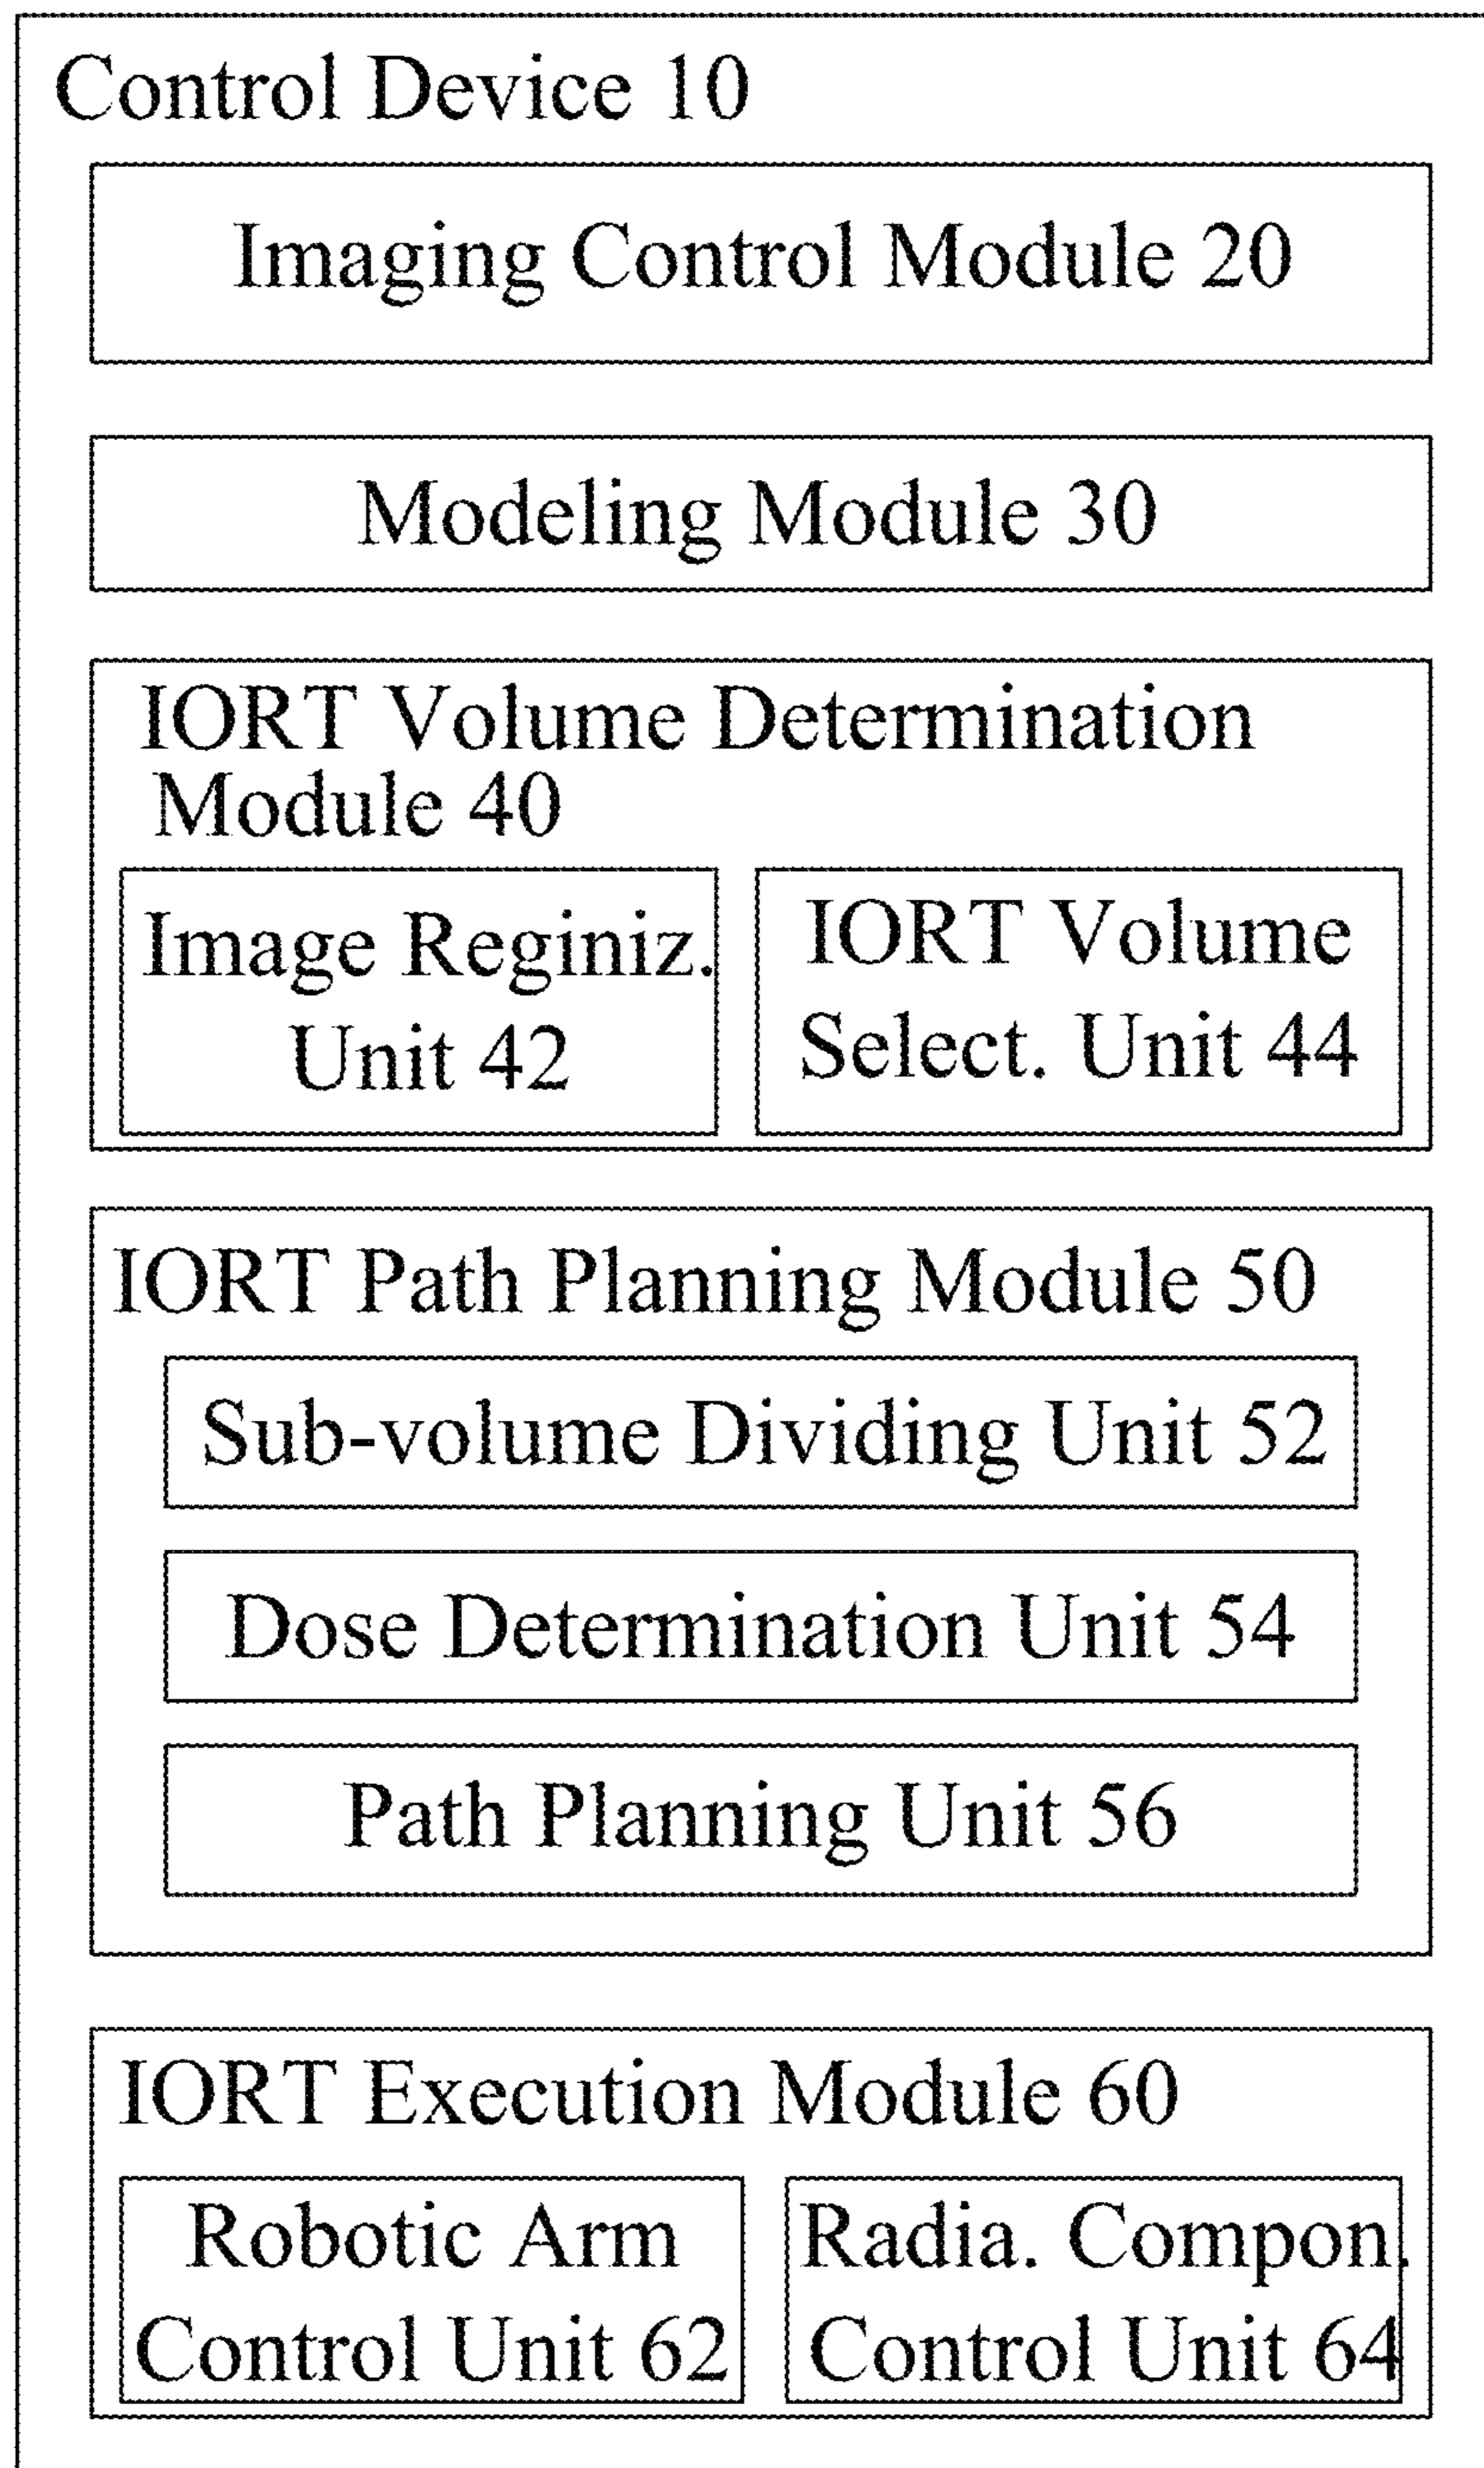 Control Device 10
Imaging Control Module 20
Modeling Module 30
IORT Volume Determination
Module 40
Image Reginiz.
Unit 42
IORT Volume
Select. Unit 44
IORT Path Planning Module 50
Sub-volume Dividing Unit 52
Dose Determination Unit 54
Path Planning Unit 56
IORT Execution Module 60
Robotic Arm
Control Unit 62
Radia. Compon.
Control Unit 64